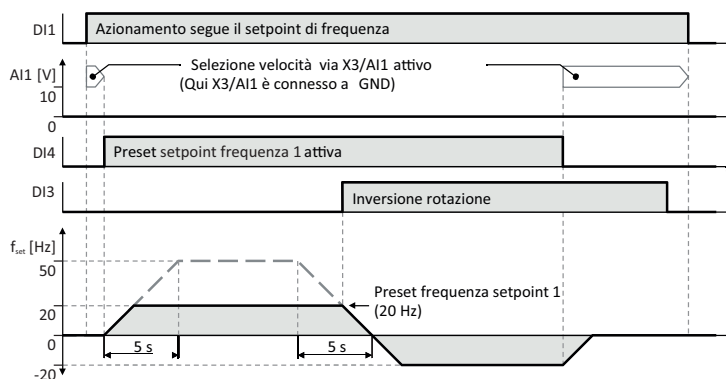 DI1
Azionamento segue il setpoint di frequenza
AI1 [V]
Selezione velocità via X3/AI1 attivo
(Qui X3/AI1 è connesso a GND)
10
0
DI4
Preset setpoint frequenza 1 attiva
DI3
Inversione rotazione
fset [Hz]
50
Preset frequenza setpoint 1
(20 Hz)
20
0
5 s
5 s
-20